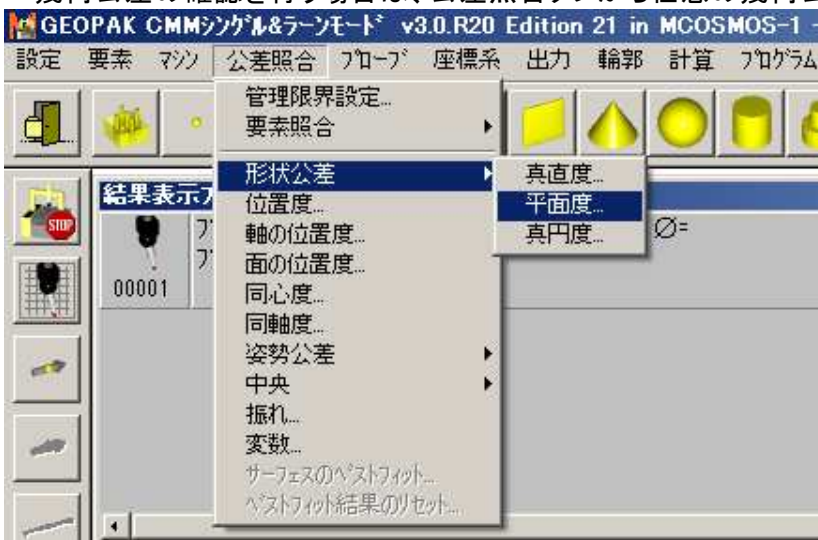 GEOPAK CMMｼﾝｸﾞﾙ&ﾗｰﾝﾓｰﾄﾞ v3.0.R20 Edition 21 in MCOSMOS-1 -
設定 要素 ﾏｼﾝ 公差照合 ﾌﾟﾛｰﾌﾞ 座標系 出力 輪郭 計算 ﾌﾟﾛｸﾞﾗﾑ
管理限界設定...
要素照合
形状公差
真直度...
結果表示
位置度...
平面度...
軸の位置度...
真円度...
Ø=
面の位置度...
00001
同心度...
同軸度...
姿勢公差
中央
振れ...
変数...
ｻｰﾌｪｽのﾍﾞｽﾄﾌｨｯﾄ...
ﾍﾞｽﾄﾌｨｯﾄ結果のﾘｾｯﾄ...
STOP